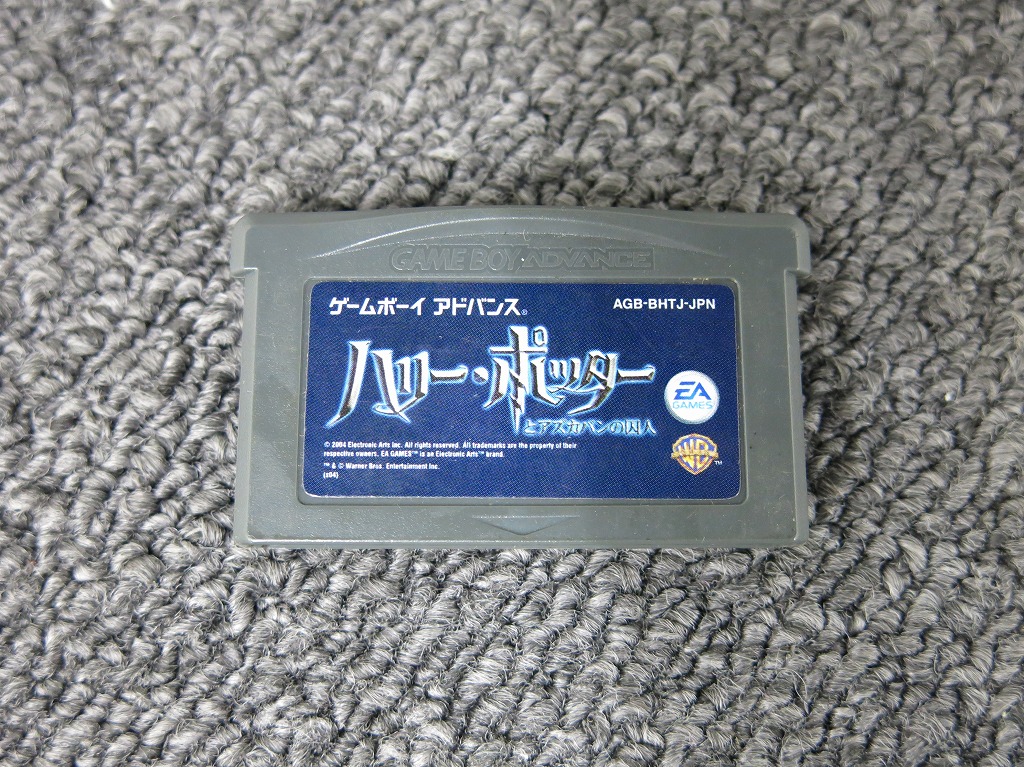 GAME BOY ADVANCE
ゲームボーイ アドバンス®
AGB-BHTJ-JPN
ハリー・ポッター
とアズカバンの囚人
EA
GAMES
© 2004 Electronic Arts Inc. All rights reserved. All trademarks are the property of their
respective owners. EA GAMES™ is an Electronic Arts™ brand.
™ & © Warner Bros. Entertainment Inc.
(s04)
WB™